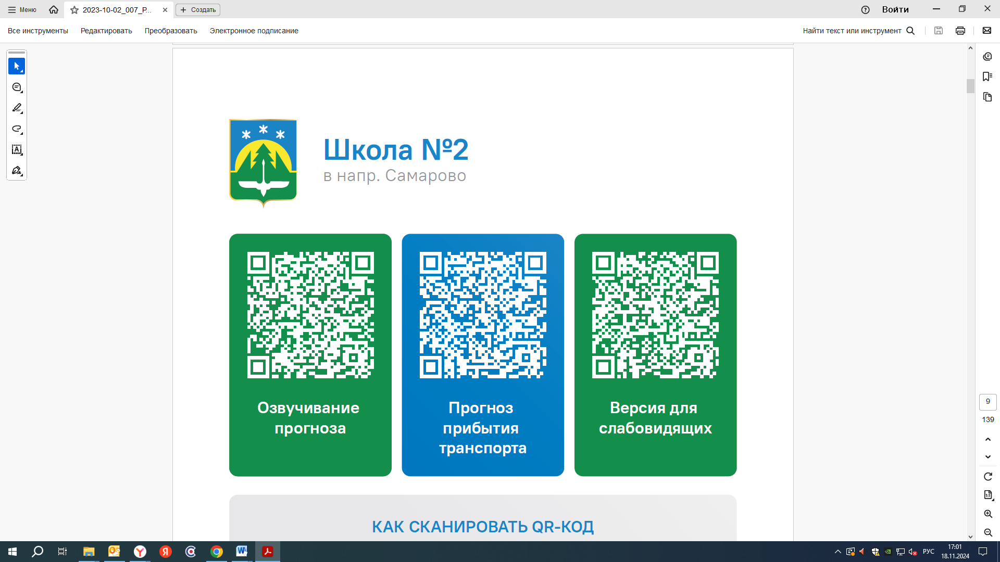 Меню
2023-10-02_007_P...
Создать
Войти
Все инструменты
Редактировать
Преобразовать
Электронное подписание
Найти текст или инструмент
Школа №2
в напр. Самарово
Озвучивание
прогноза
Прогноз
прибытия
транспорта
Версия для
слабовидящих
КАК СКАНИРОВАТЬ QR-КОД
9
139
РУС
17:01
18.11.2024